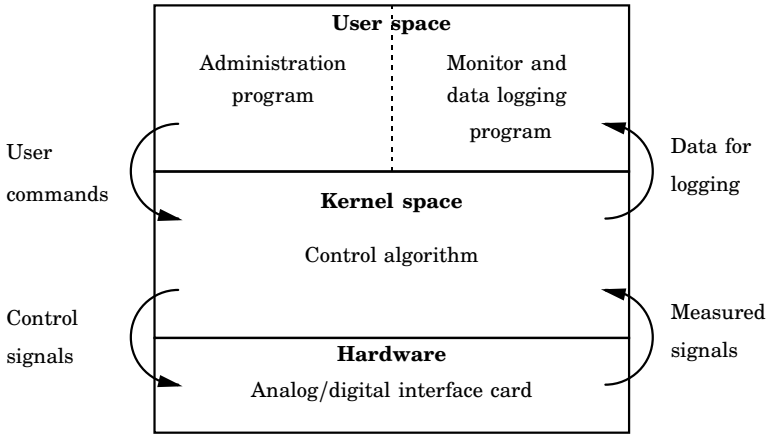 User space
Administration
program
Monitor and
data logging
program
User
commands
Data for
logging
Kernel space
Control algorithm
Control
signals
Measured
signals
Hardware
Analog/digital interface card